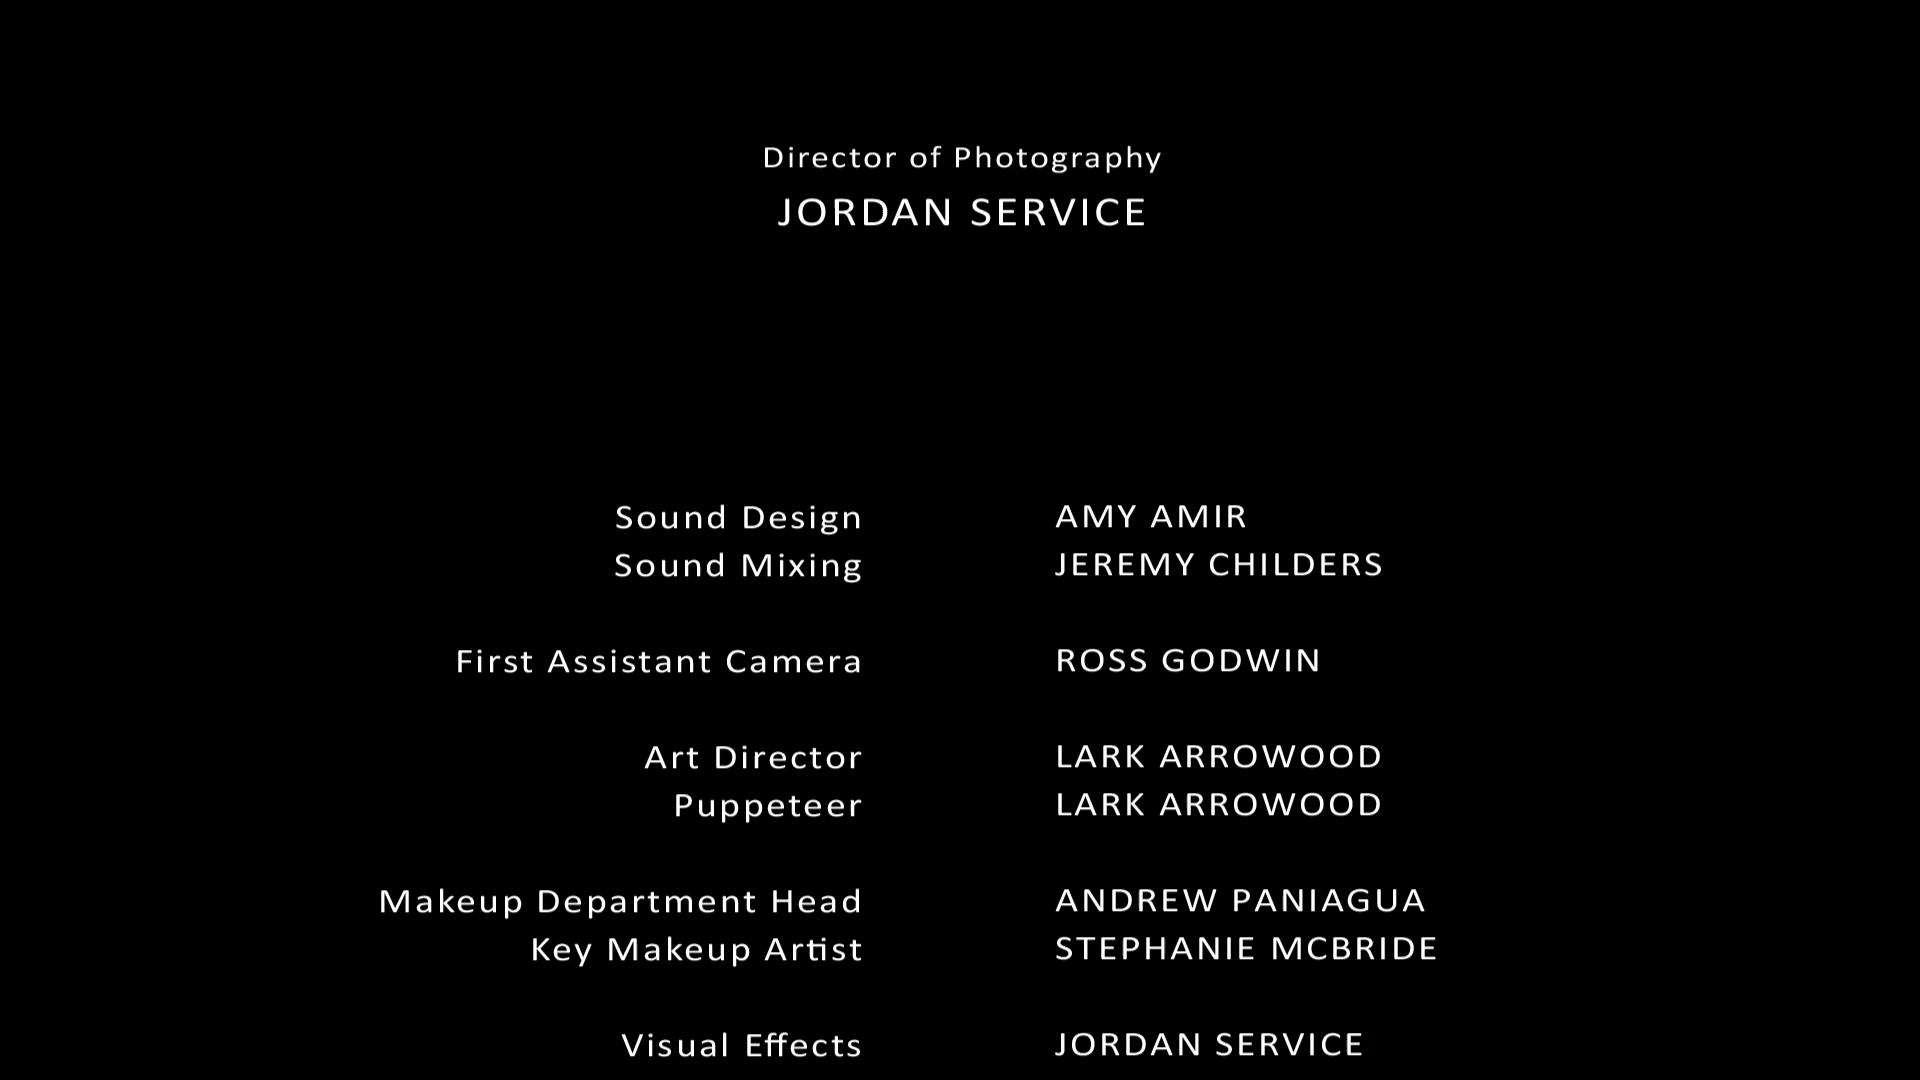 Director of Photography
JORDAN SERVICE
Sound Design AMY AMIR
Sound Mixing JEREMY CHILDERS
First Assistant Camera ROSS GODWIN
Art Director LARK ARROWOOD
Puppeteer LARK ARROWOOD
Makeup Department Head ANDREW PANIAGUA
Key Makeup Artist STEPHANIE MCBRIDE
Visual Effects JORDAN SERVICE